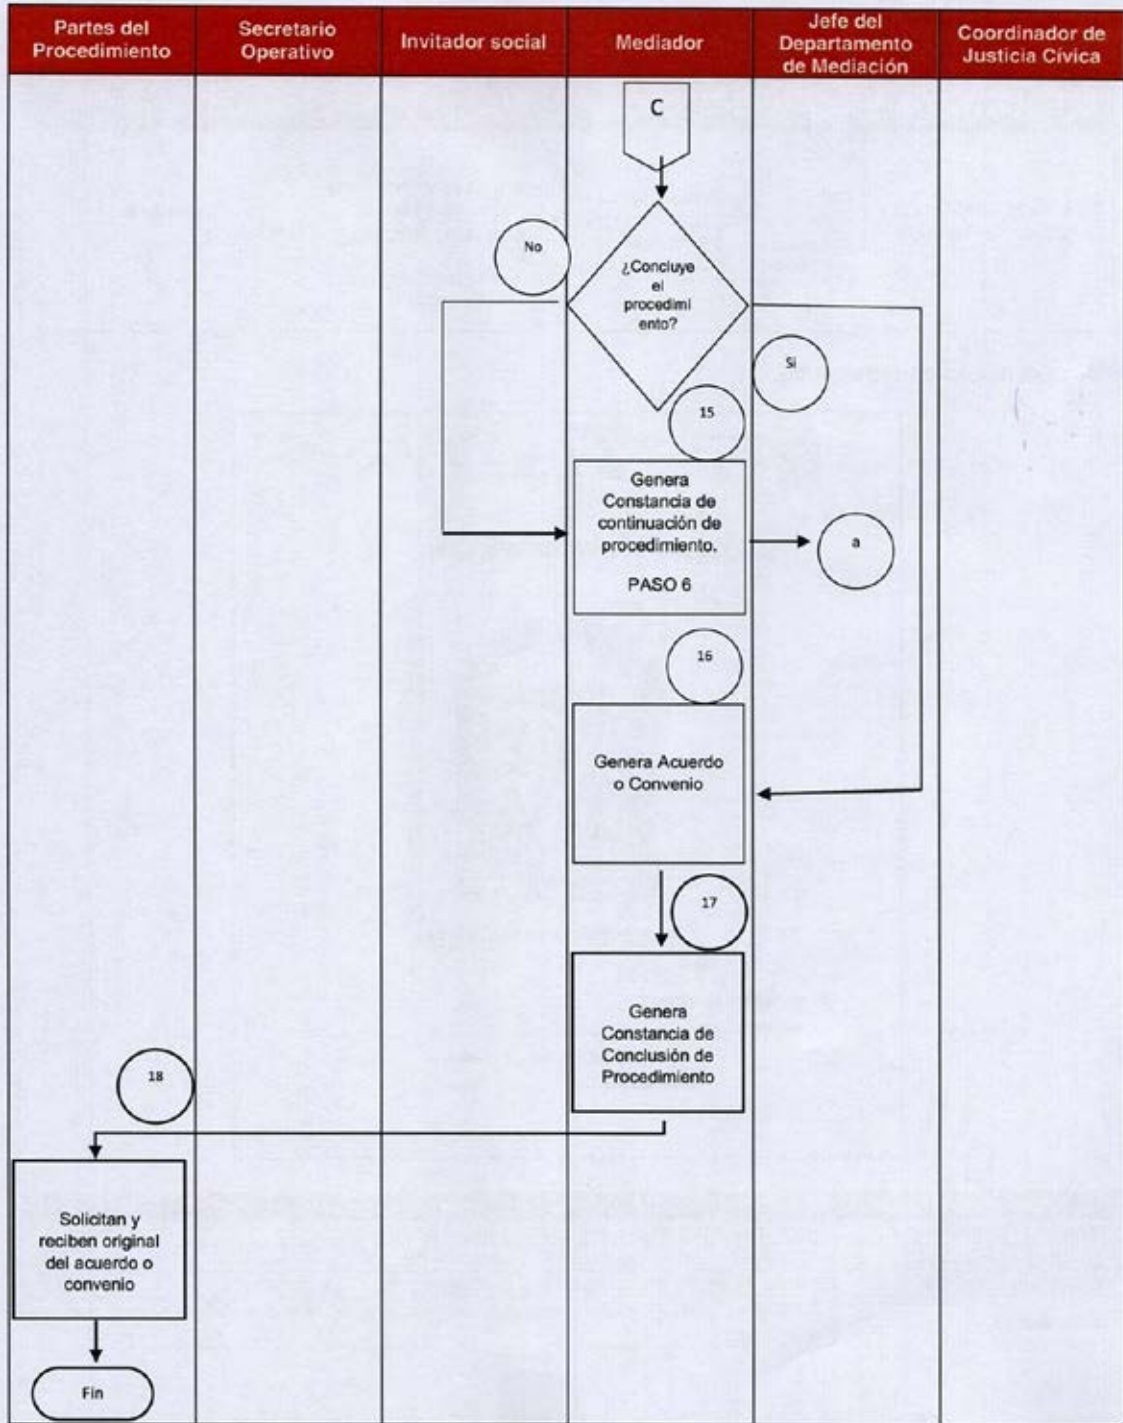 Partes del
Procedimiento
Secretario
Operativo
Invitador social
Mediador
Jefe del
Departamento
de Mediación
Coordinador de
Justicia Cívica
C
No
¿Concluye
el
procedimi
ento?
Si
15
Genera
Constancia de
continuación de
procedimiento.
PASO 6
a
16
Genera Acuerdo
o Convenio
17
Genera
Constancia de
Conclusión de
Procedimiento
18
Solicitan y
reciben original
del acuerdo o
convenio
Fin